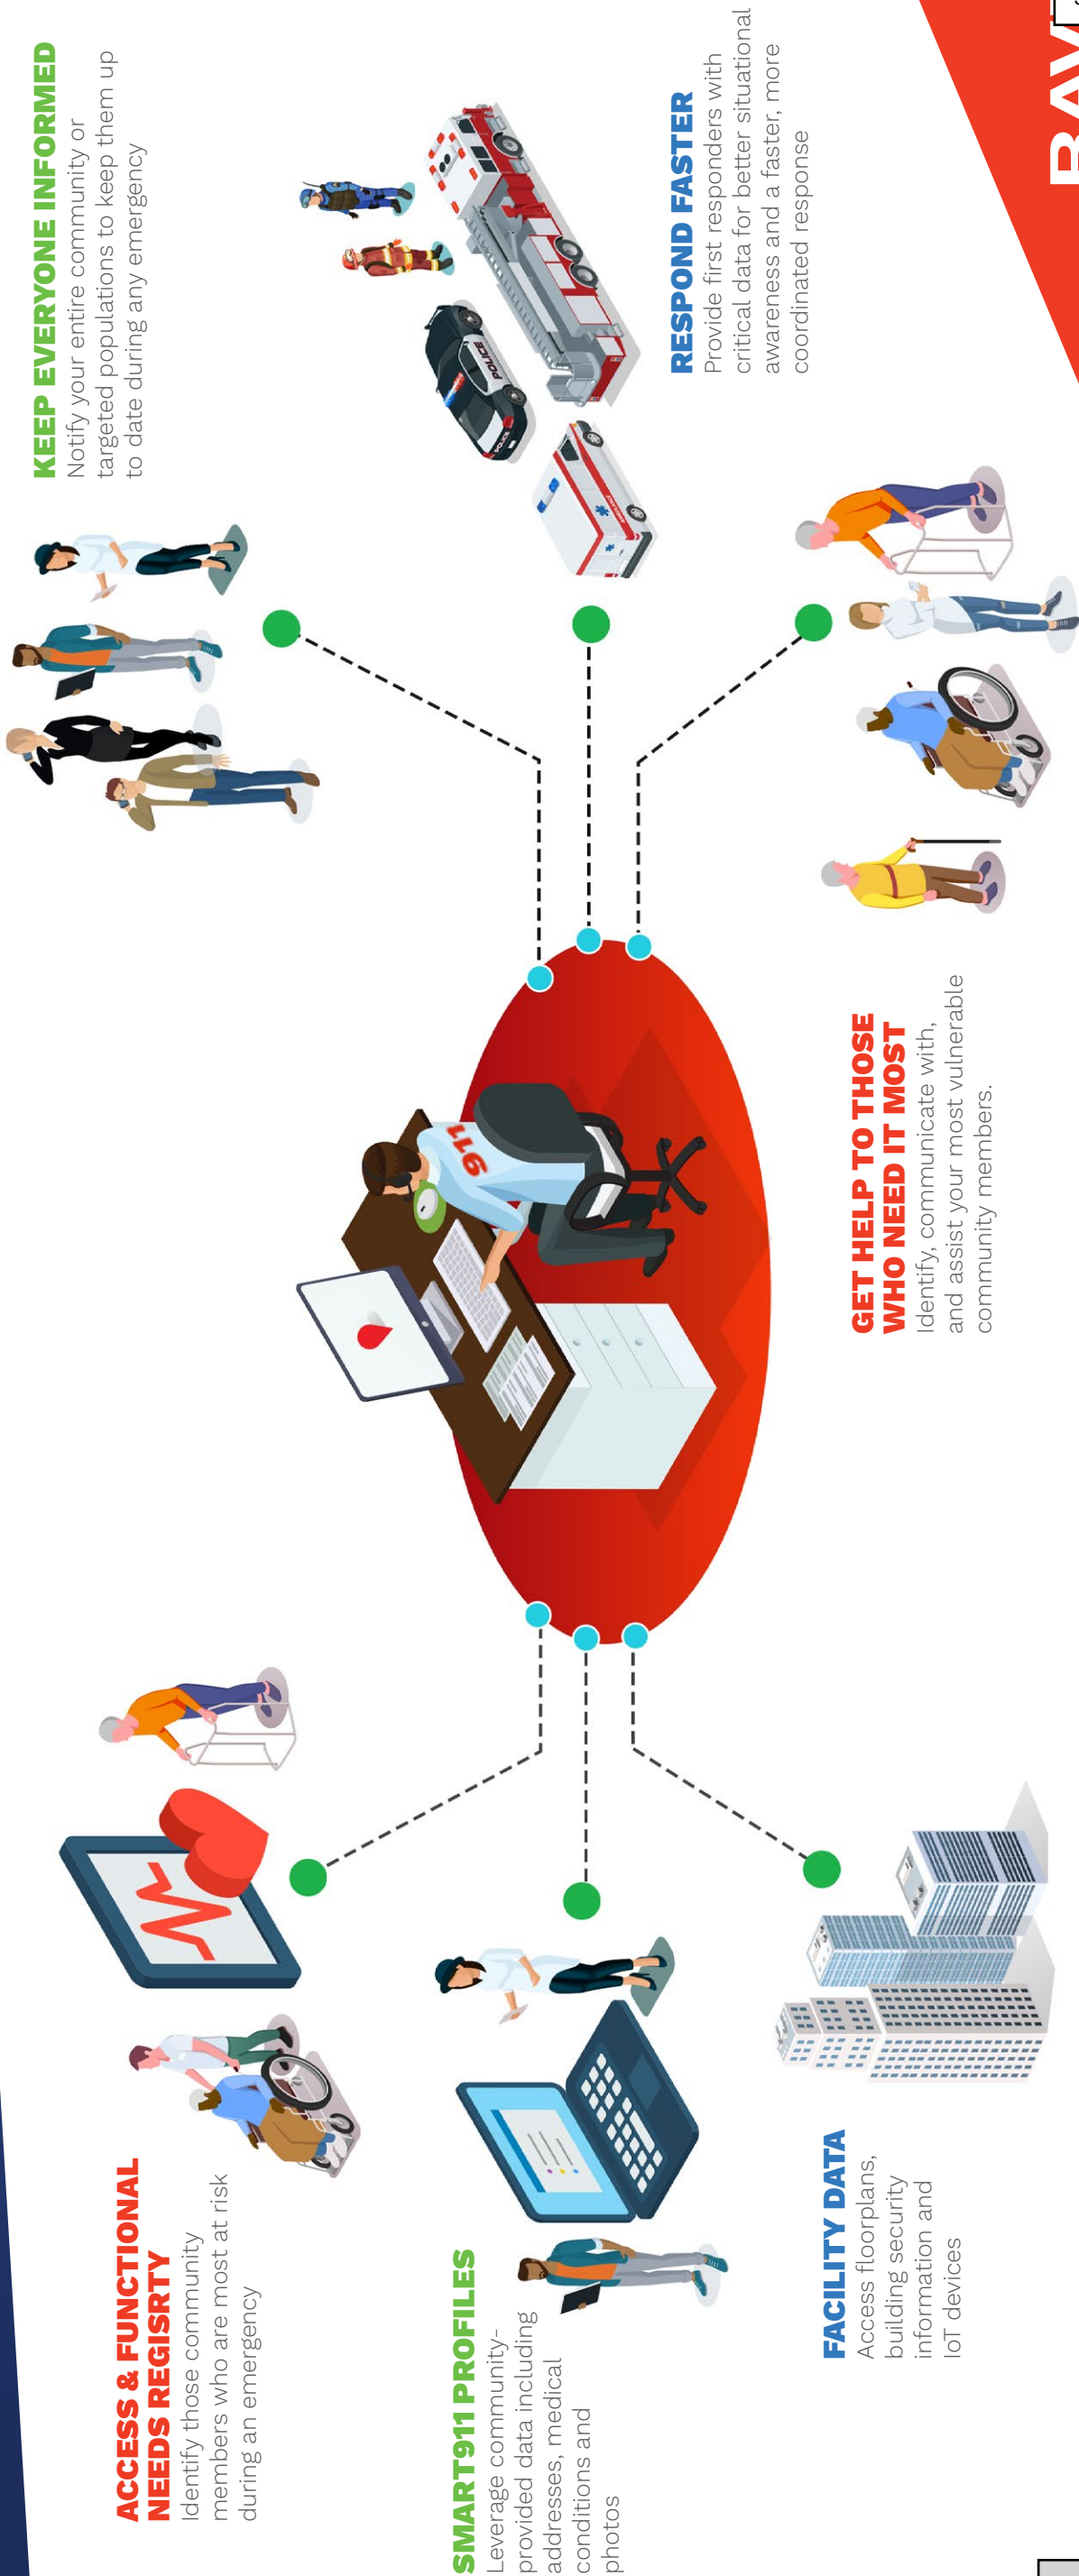 ACCESS & FUNCTIONAL
NEEDS REGISRTY
Identify those community
members who are most at risk
during an emergency
SMART911 PROFILES
Leverage community-
provided data including
addresses, medical
conditions and
photos
FACILITY DATA
Access floorplans,
building security
information and
IoT devices
911
KEEP EVERYONE INFORMED
Notify your entire community or
targeted populations to keep them up
to date during any emergency
POLICE
POLICE
AMBULANCE
RESPOND FASTER
Provide first responders with
critical data for better situational
awareness and a faster, more
coordinated response
GET HELP TO THOSE
WHO NEED IT MOST
Identify, communicate with,
and assist your most vulnerable
community members.